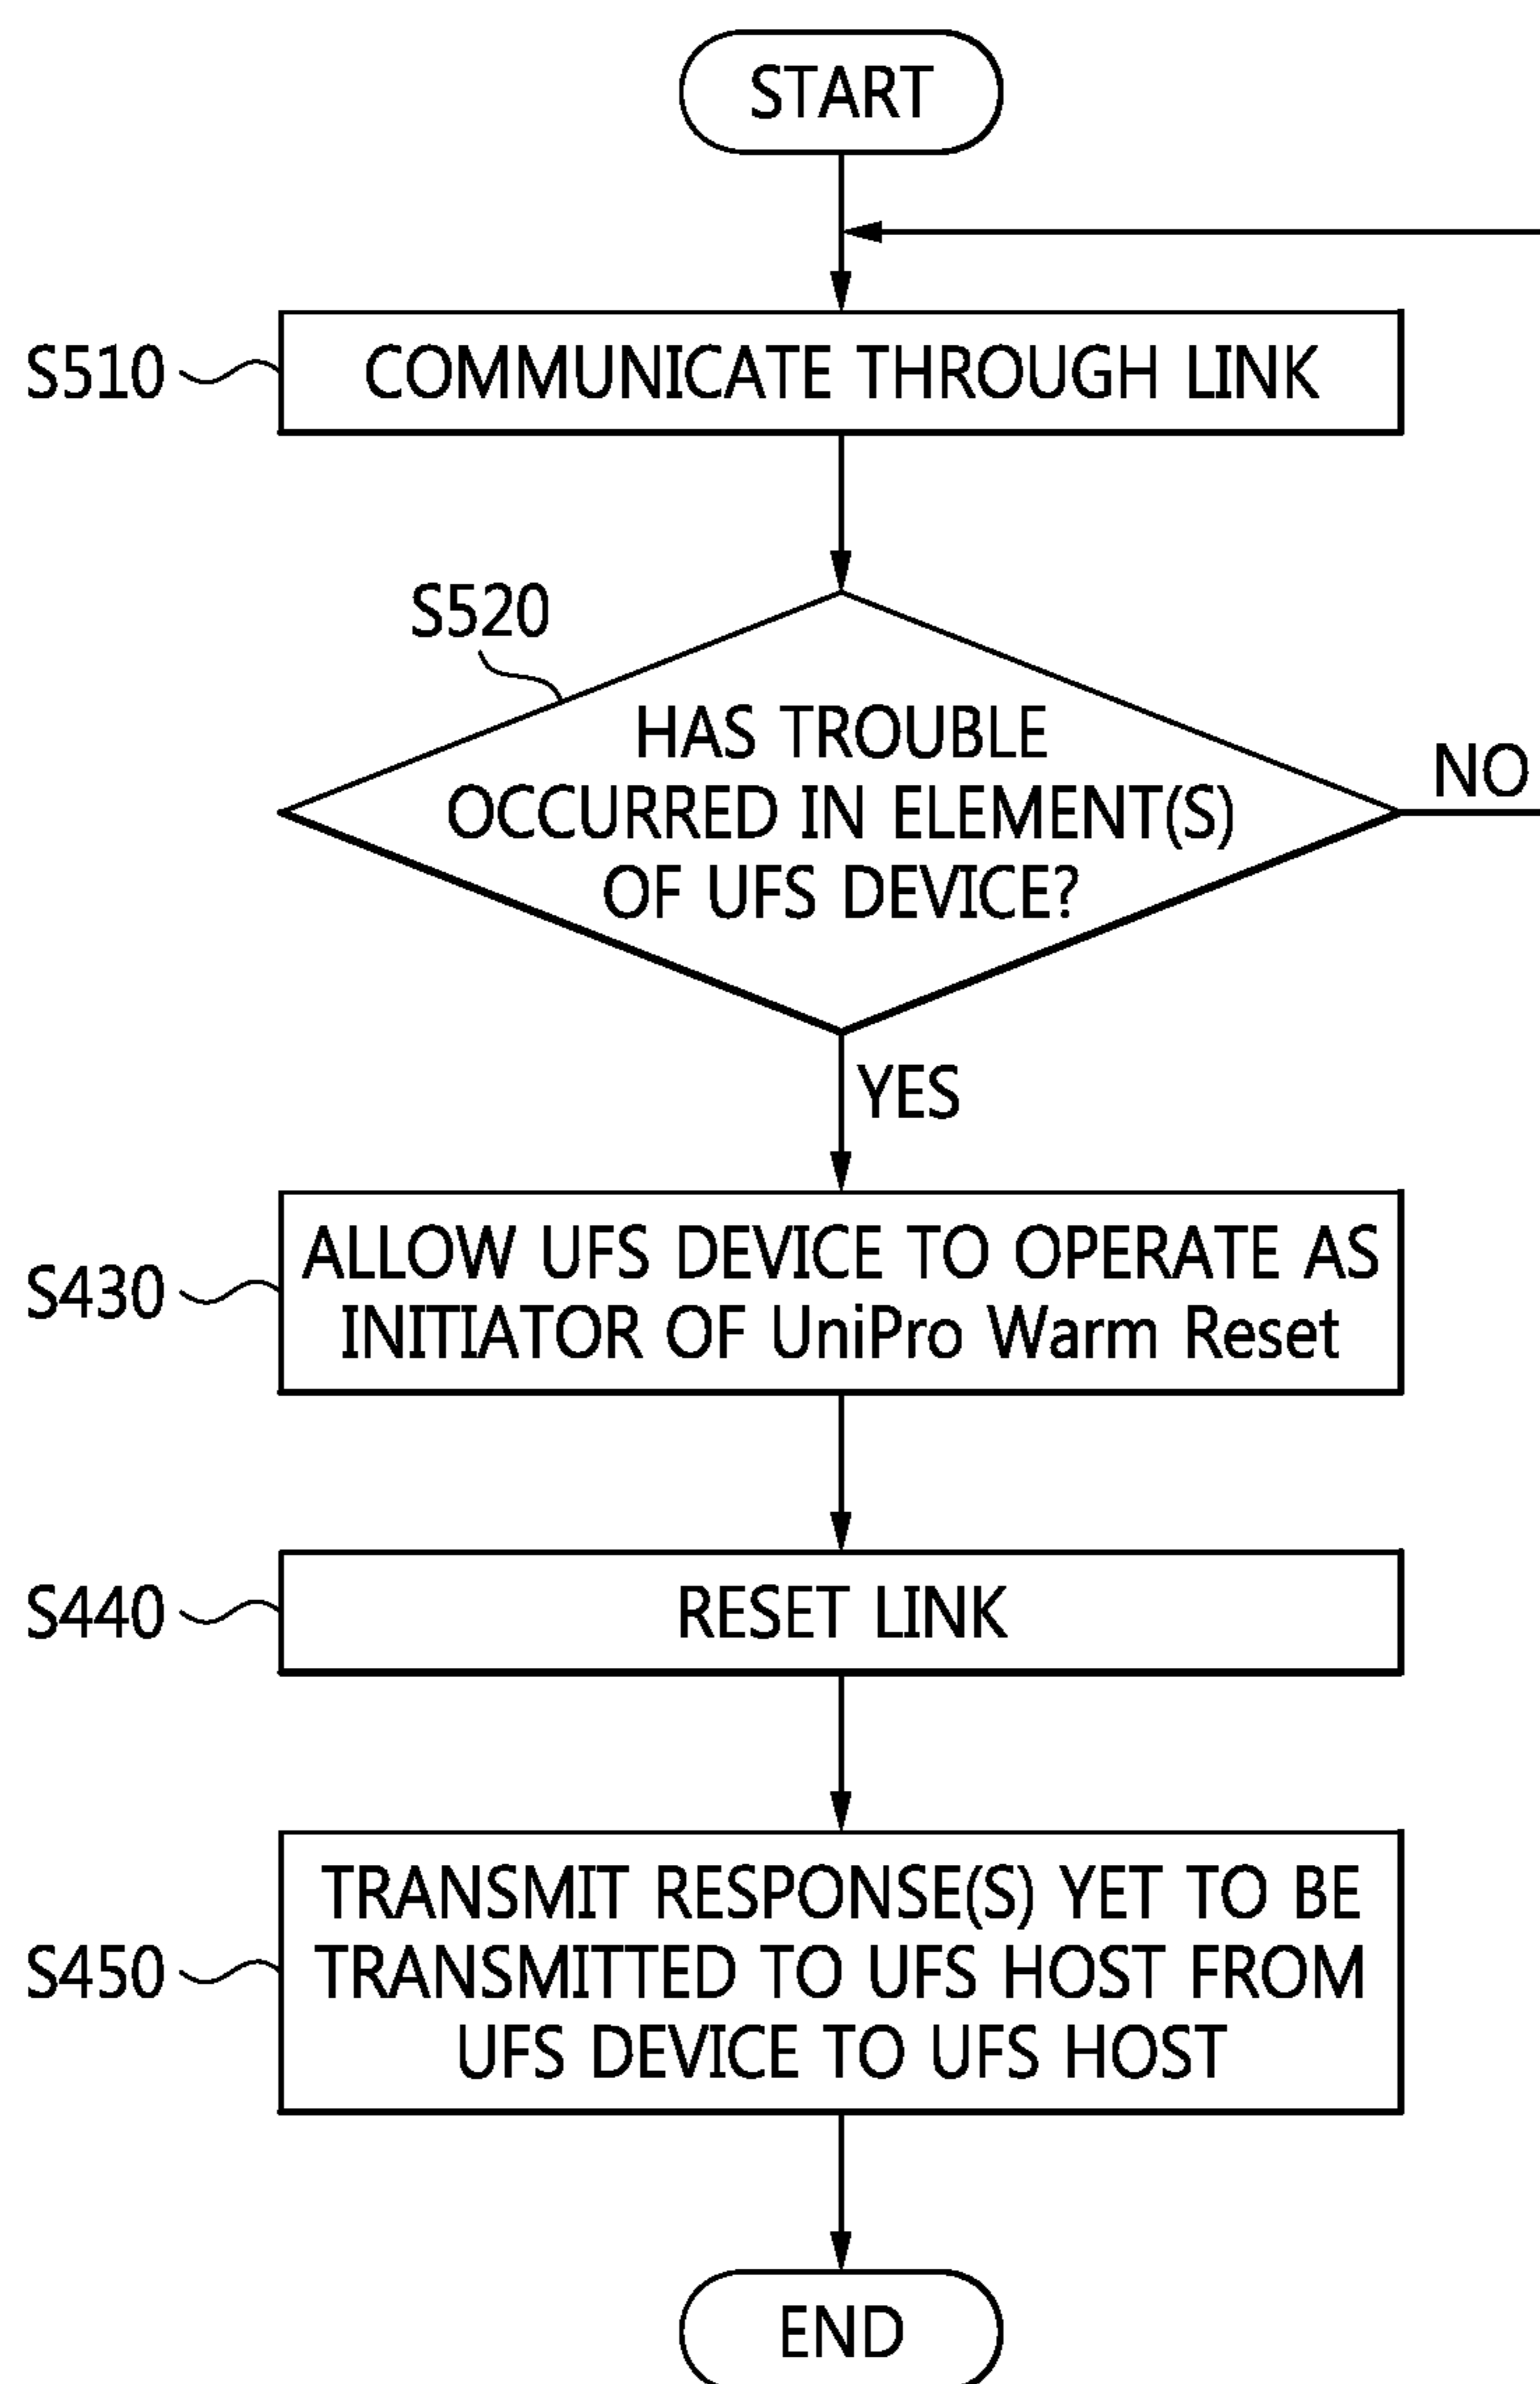 START
S510
COMMUNICATE THROUGH LINK
S520
HAS TROUBLE
OCCURRED IN ELEMENT(S)
OF UFS DEVICE?
NO
YES
S430
ALLOW UFS DEVICE TO OPERATE AS
INITIATOR OF UniPro Warm Reset
S440
RESET LINK
S450
TRANSMIT RESPONSE(S) YET TO BE
TRANSMITTED TO UFS HOST FROM
UFS DEVICE TO UFS HOST
END